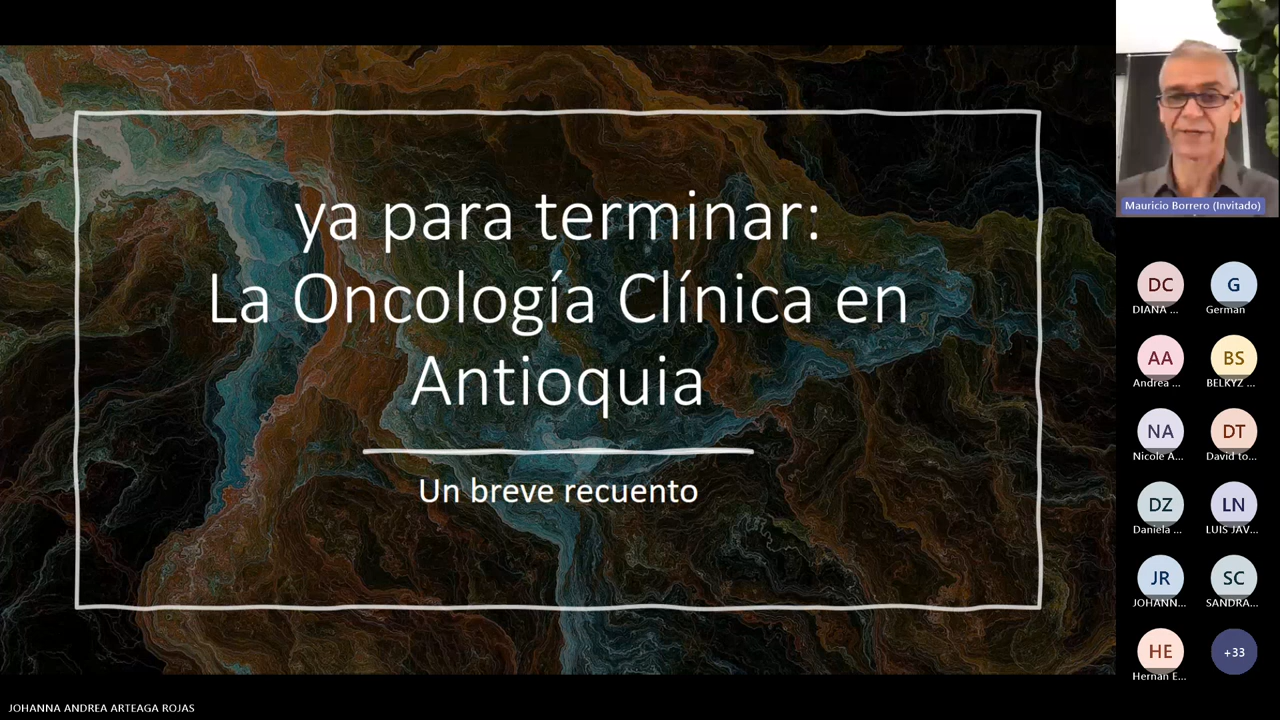 ya para terminar:
La Oncología Clínica en
Antioquia
Un breve recuento
Mauricio Borrero (Invitado)
DC
DIANA ...
G
German
AA
Andrea ...
BS
BELKYZ ...
NA
Nicole A...
DT
David to...
DZ
Daniela ...
LN
LUIS JAV...
JR
JOHANN...
SC
SANDRA...
HE
Hernan E...
+33
JOHANNA ANDREA ARTEAGA ROJAS